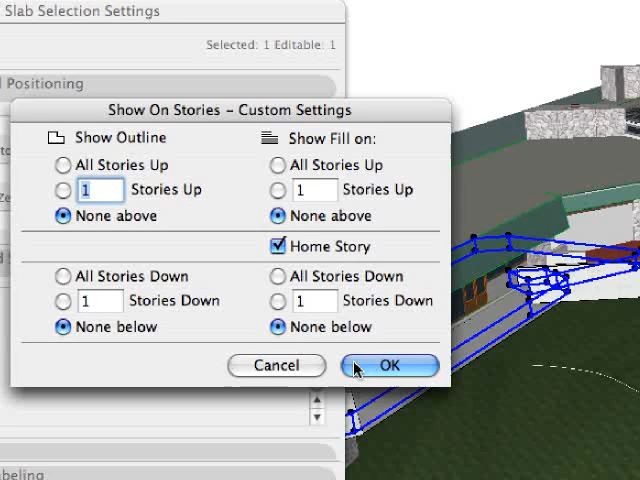 Slab Selection Settings
Selected: 1 Editable: 1
Positioning
Show On Stories – Custom Settings
Show Outline
Show Fill on:
All Stories Up
All Stories Up
1 Stories Up
1 Stories Up
None above
None above
Home Story
All Stories Down
All Stories Down
1 Stories Down
1 Stories Down
None below
None below
Cancel
OK